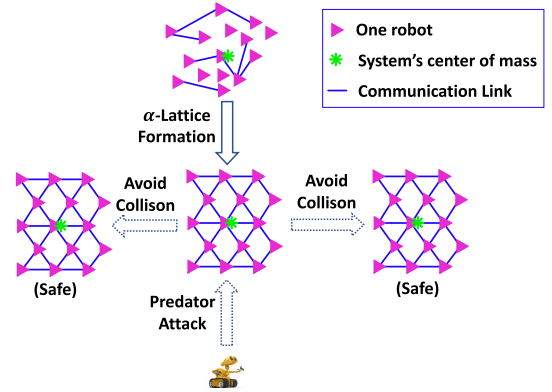 One robot
System's center of mass
Communication Link
α-Lattice
Formation
Avoid
Collison
Avoid
Collison
(Safe)
(Safe)
Predator
Attack